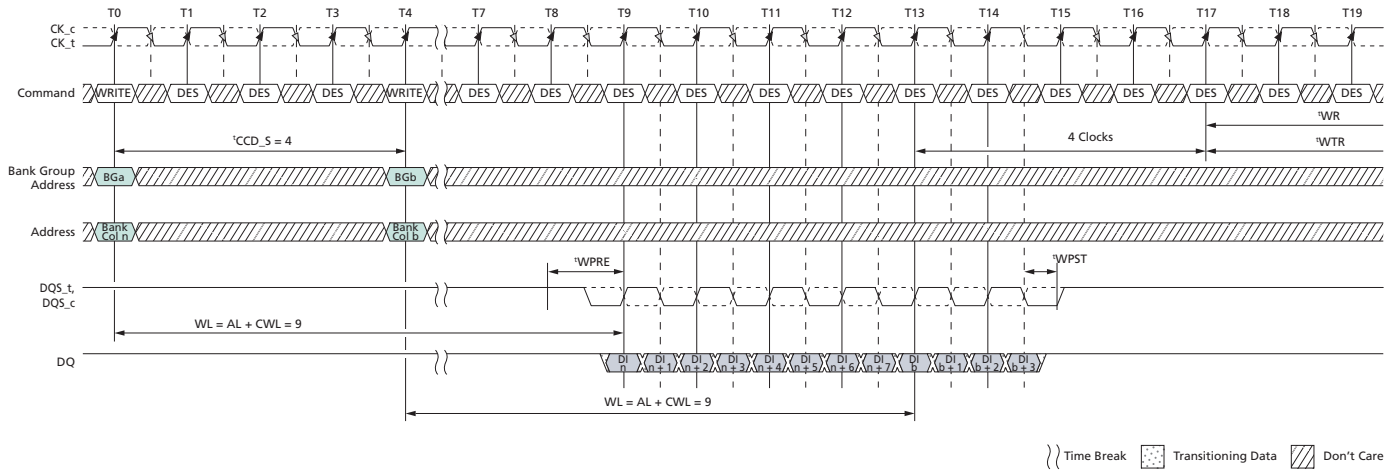 T0 T1 T2 T3 T4 T7 T8 T9 T10 T11 T12 T13 T14 T15 T16 T17 T18 T19
CK_c
CK_t
Command WRITE DES DES DES WRITE DES DES DES DES DES DES DES DES DES DES DES DES DES
tWR
tCCD_S = 4 4 Clocks tWTR
Bank Group
Address BGa BGb
Address Bank
Col n Bank
Col b
tWPRE tWPST
DQS_t,
DQS_c
WL = AL + CWL = 9
DQ DI
n DI
n + 1 DI
n + 2 DI
n + 3 DI
n + 4 DI
n + 5 DI
n + 6 DI
n + 7 DI
b DI
b + 1 DI
b + 2 DI
b + 3
WL = AL + CWL = 9
Time Break Transitioning Data Don't Care